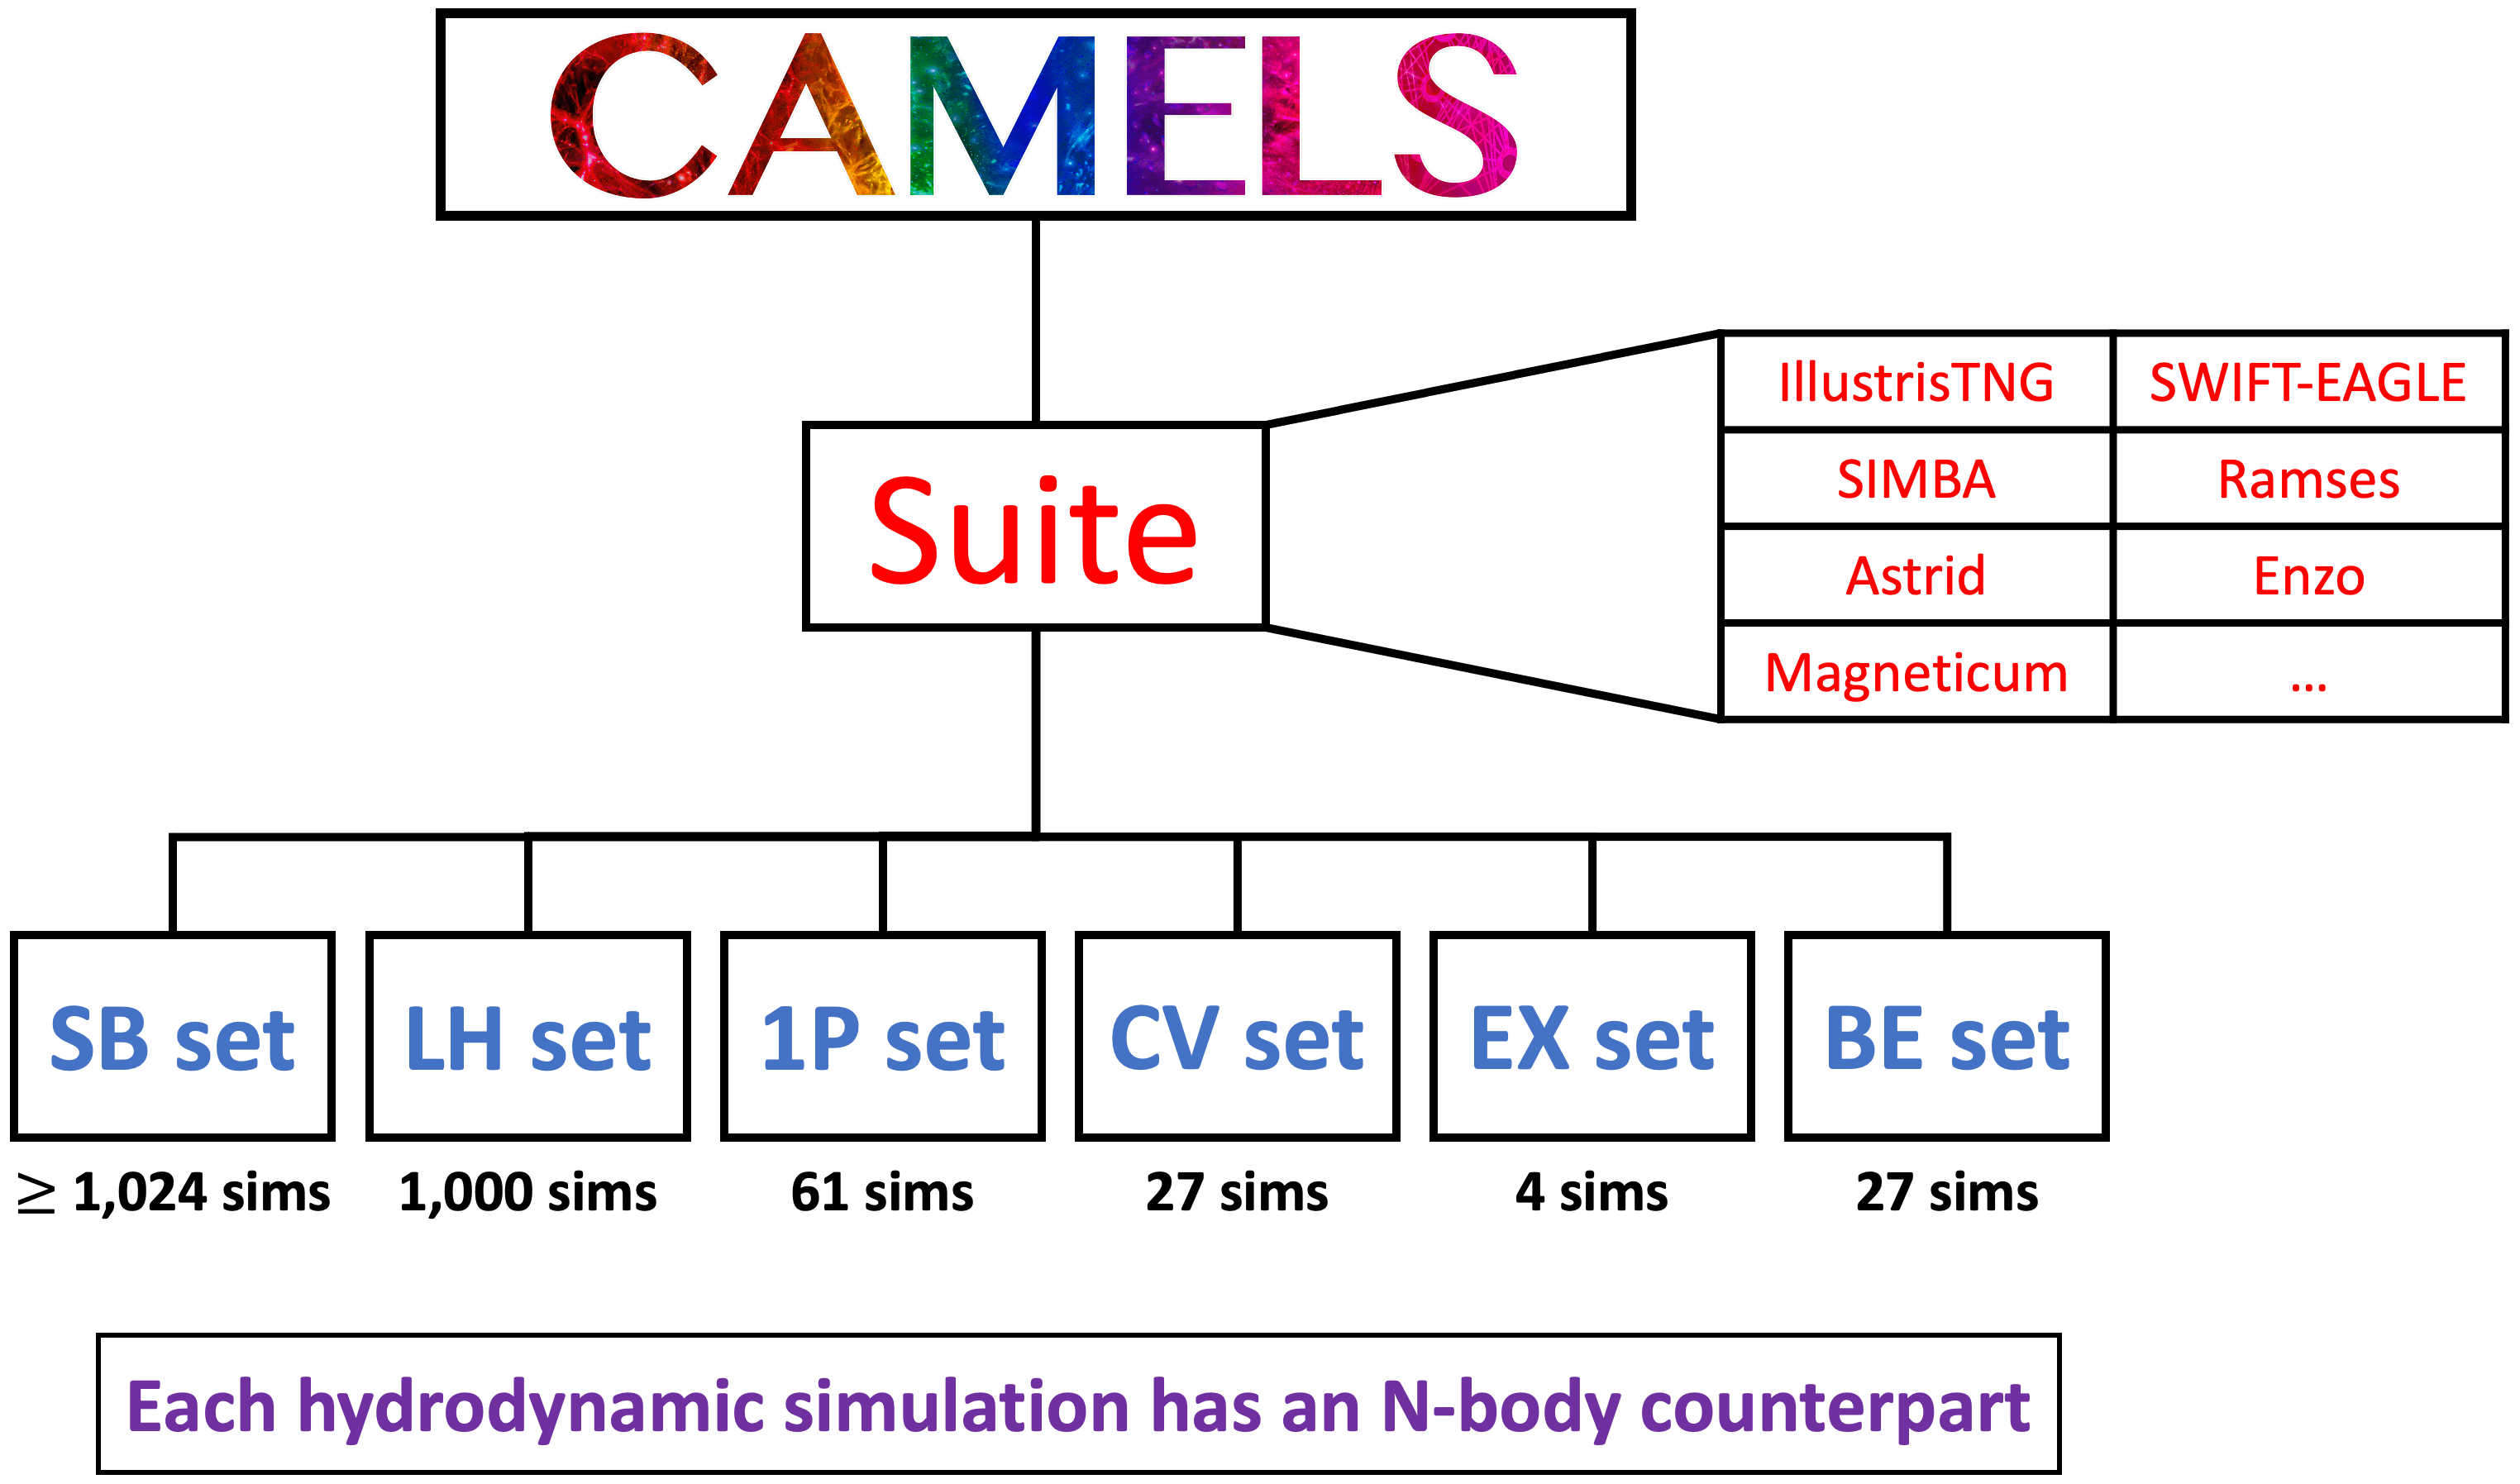 CAMELS
Suite
IllustrisTNG SWIFT-EAGLE
SIMBA Ramses
Astrid Enzo
Magneticum ...
SB set LH set 1P set CV set EX set BE set
≥ 1,024 sims 1,000 sims 61 sims 27 sims 4 sims 27 sims
Each hydrodynamic simulation has an N-body counterpart